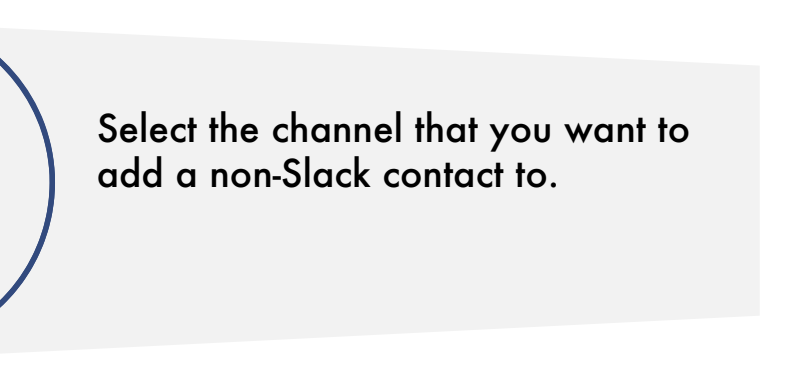 Select the channel that you want to
add a non-Slack contact to.